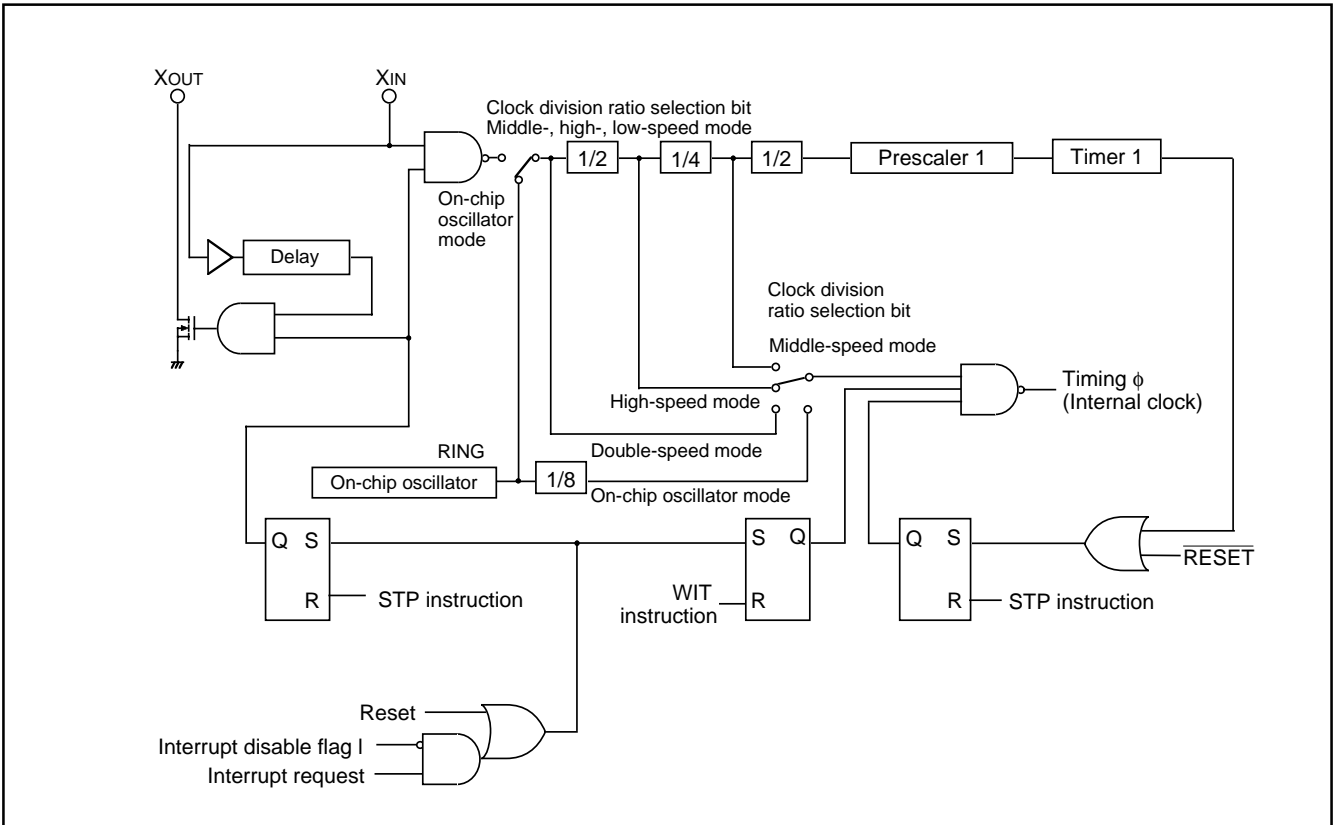 XOUT
XIN
Clock division ratio selection bit
Middle-, high-, low-speed mode
1/2
1/4
1/2
Prescaler 1
Timer 1
On-chip
oscillator
mode
Delay
Clock division
ratio selection bit
Middle-speed mode
Timing ϕ
(Internal clock)
High-speed mode
RING
Double-speed mode
On-chip oscillator
1/8
On-chip oscillator mode
Q S
S Q
Q S
RESET
R
STP instruction
WIT
instruction
R
R
STP instruction
Reset
Interrupt disable flag I
Interrupt request